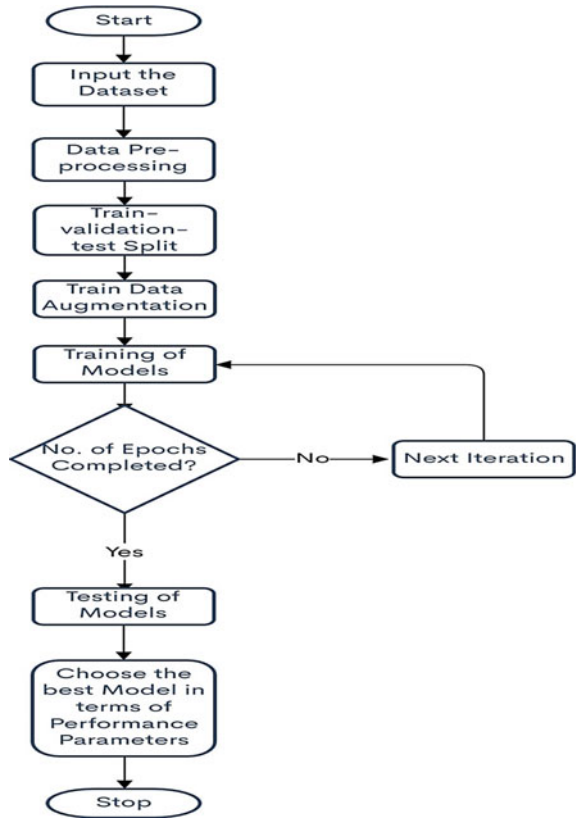 Start
Input the
Dataset
Data Pre-
processing
Train-
validation-
test Split
Train Data
Augmentation
Training of
Models
No. of Epochs
Completed?
No
Next Iteration
Yes
Testing of
Models
Choose the
best Model in
terms of
Performance
Parameters
Stop